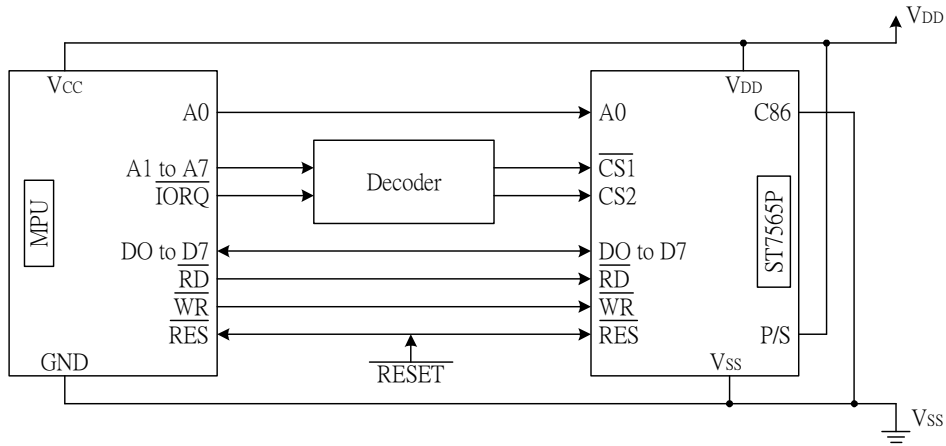 VDD
VCC
VDD
A0
A0
C86
A1 to A7
IORQ
Decoder
CS1
CS2
MPU
ST7565P
DO to D7
DO to D7
RD
RD
WR
WR
RES
RES
P/S
GND
RESET
VSS
VSS